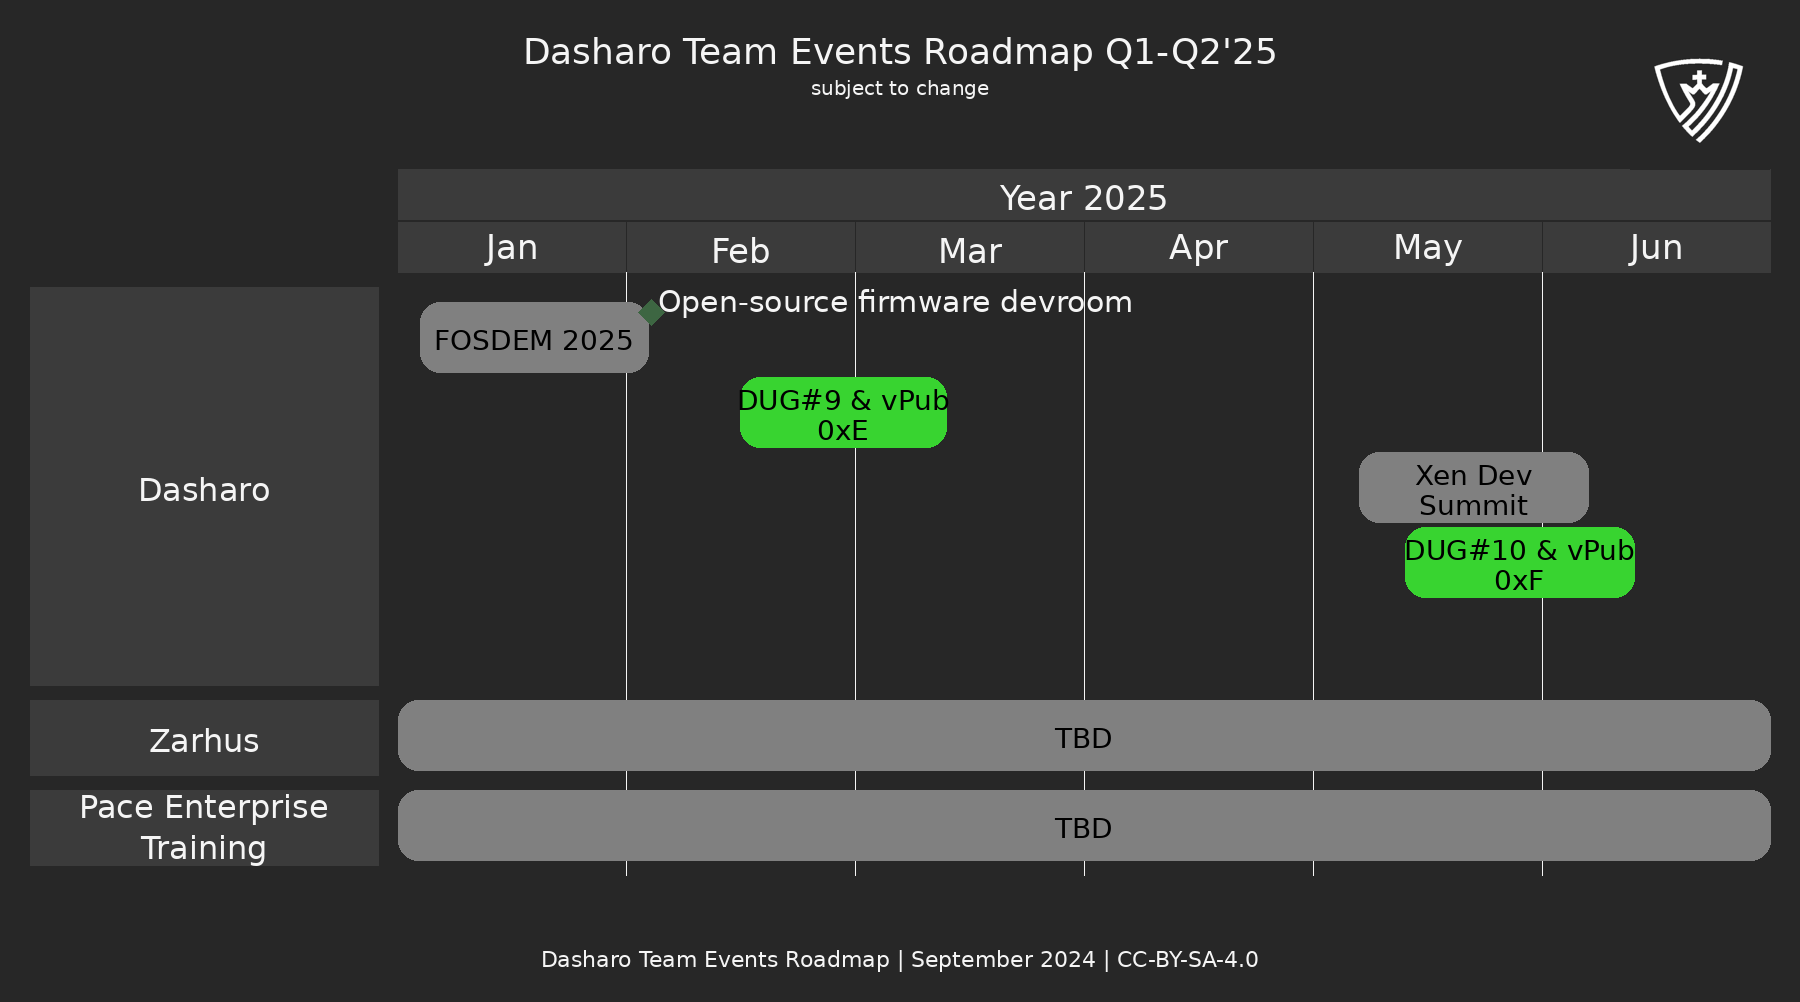 Dasharo Team Events Roadmap Q1-Q2'25
subject to change
Year 2025
Jan
Feb
Mar
Apr
May
Jun
Dasharo
Open-source firmware devroom
FOSDEM 2025
DUG#9 & vPub
0xE
Xen Dev
Summit
DUG#10 & vPub
0xF
Zarhus
TBD
Pace Enterprise
Training
TBD
Dasharo Team Events Roadmap | September 2024 | CC-BY-SA-4.0